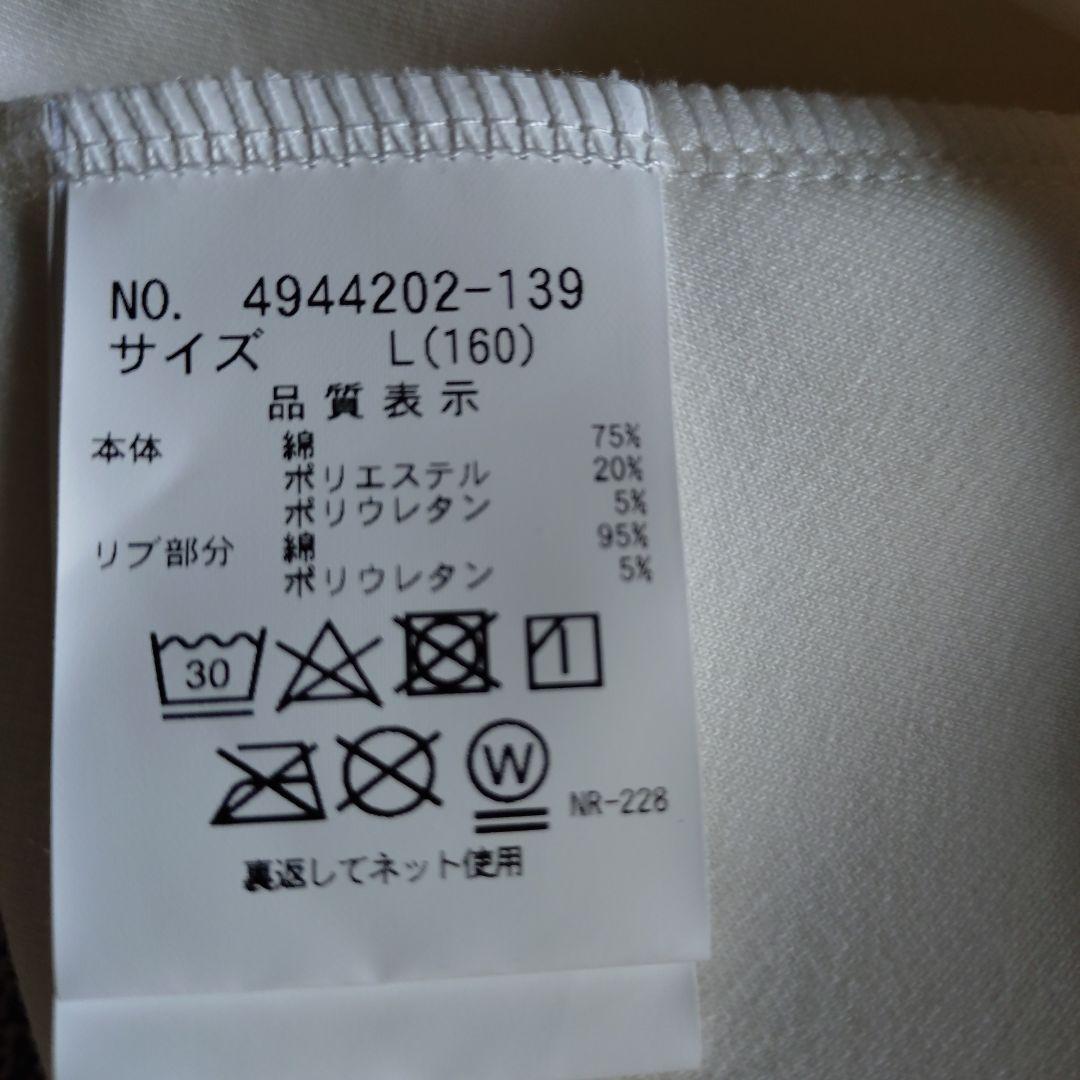 NO. 4944202-139
サイズ L(160)
品質表示
本体 綿 75%
ポリエステル 20%
ポリウレタン 5%
リブ部分 綿 95%
ポリウレタン 5%
30
W
NR-228
裏返してネット使用